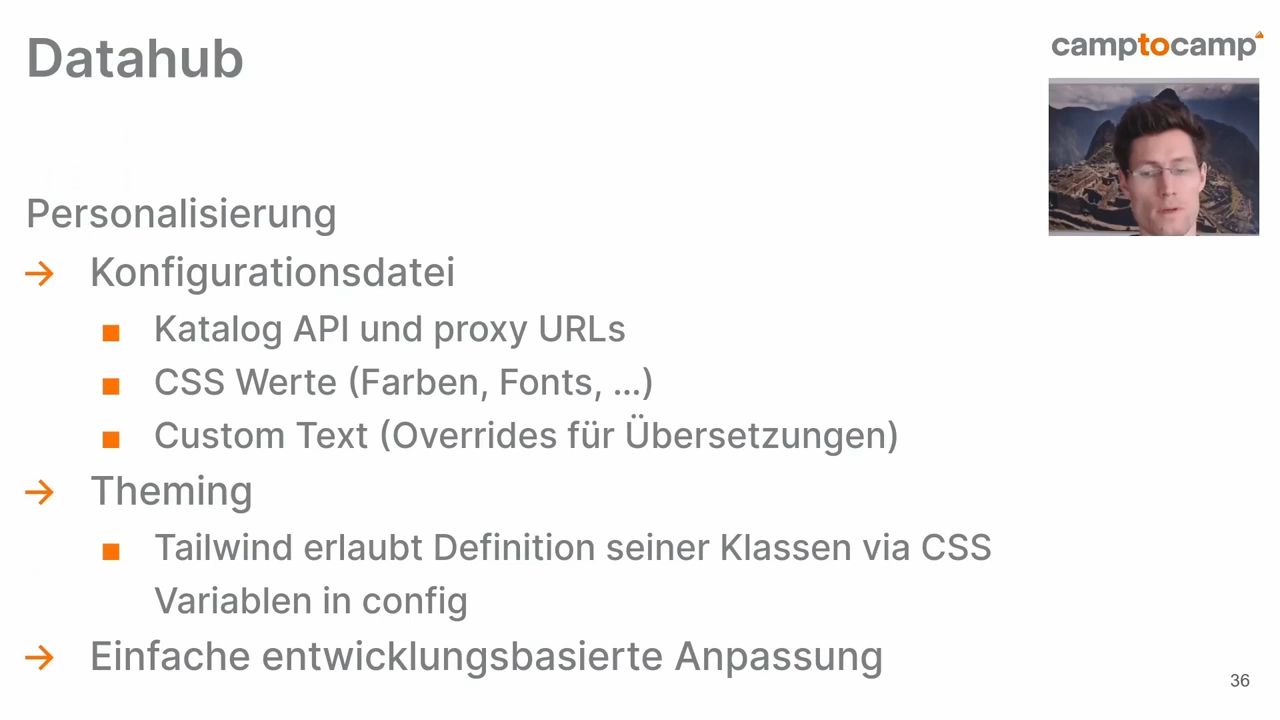 Datahub
camptocamp
Personalisierung
→ Konfigurationsdatei
■ Katalog API und proxy URLs
■ CSS Werte (Farben, Fonts, ...)
■ Custom Text (Overrides für Übersetzungen)
→ Theming
■ Tailwind erlaubt Definition seiner Klassen via CSS
Variablen in config
→ Einfache entwicklungsbasierte Anpassung
36